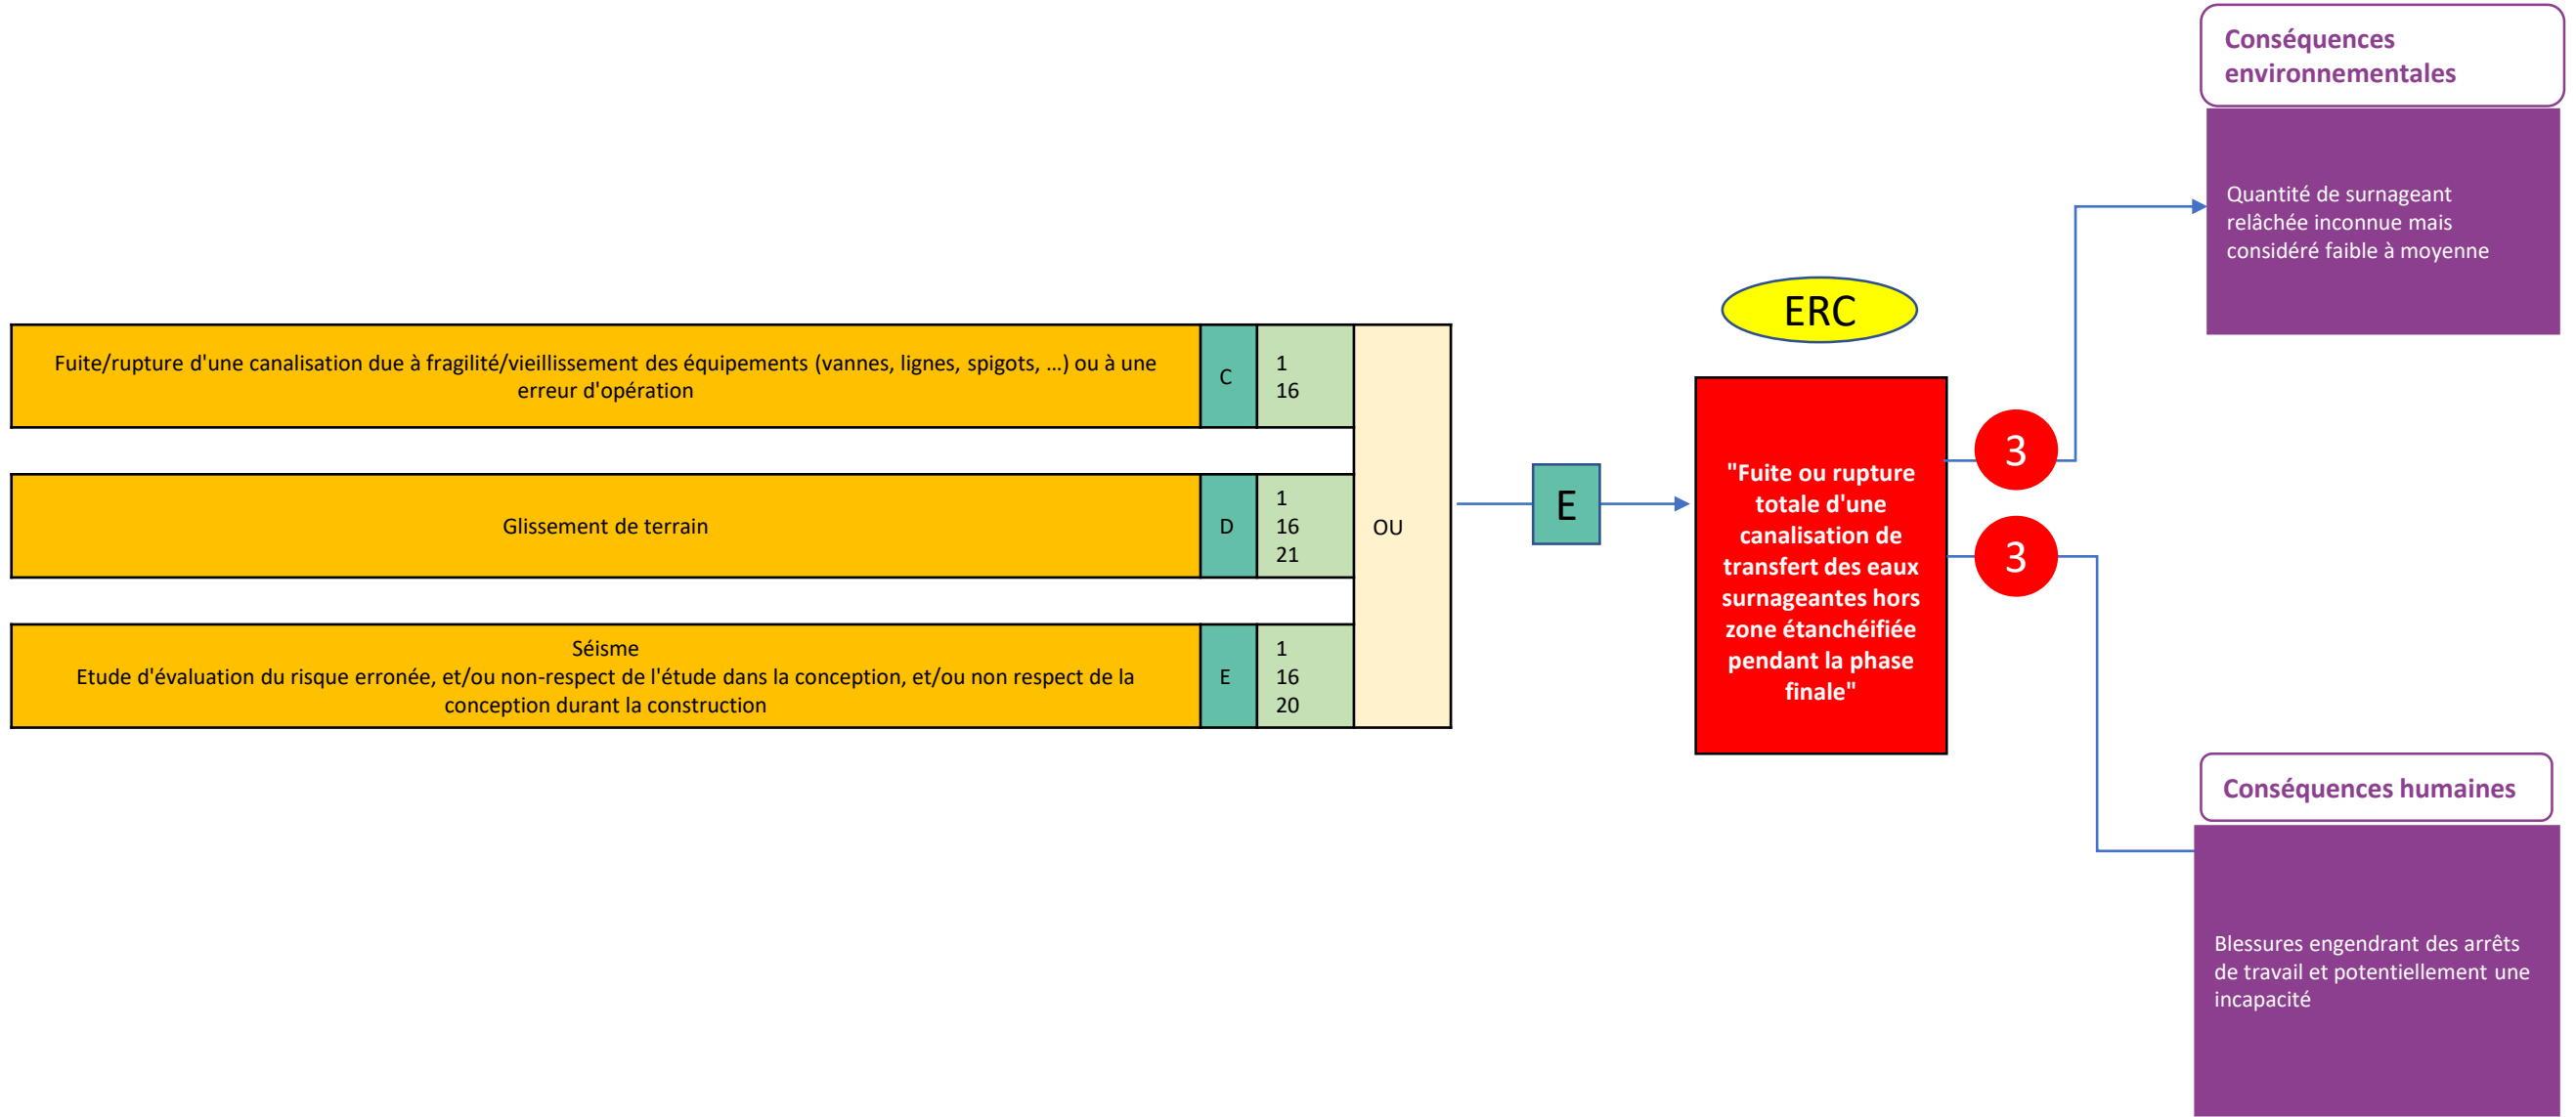 Conséquences
environnementales
Quantité de surnageant
relâchée inconnue mais
considéré faible à moyenne
ERC
Fuite/rupture d'une canalisation due à fragilité/vieillissement des équipements (vannes, lignes, spigots, ...) ou à une
erreur d'opération
C
1
16
Glissement de terrain
D
1
16
21
OU
Séisme
Etude d'évaluation du risque erronée, et/ou non-respect de l'étude dans la conception, et/ou non respect de la
conception durant la construction
E
1
16
20
E
"Fuite ou rupture
totale d'une
canalisation de
transfert des eaux
surnageantes hors
zone étanchéifiée
pendant la phase
finale"
3
3
Conséquences humaines
Blessures engendrant des arrêts
de travail et potentiellement une
incapacité